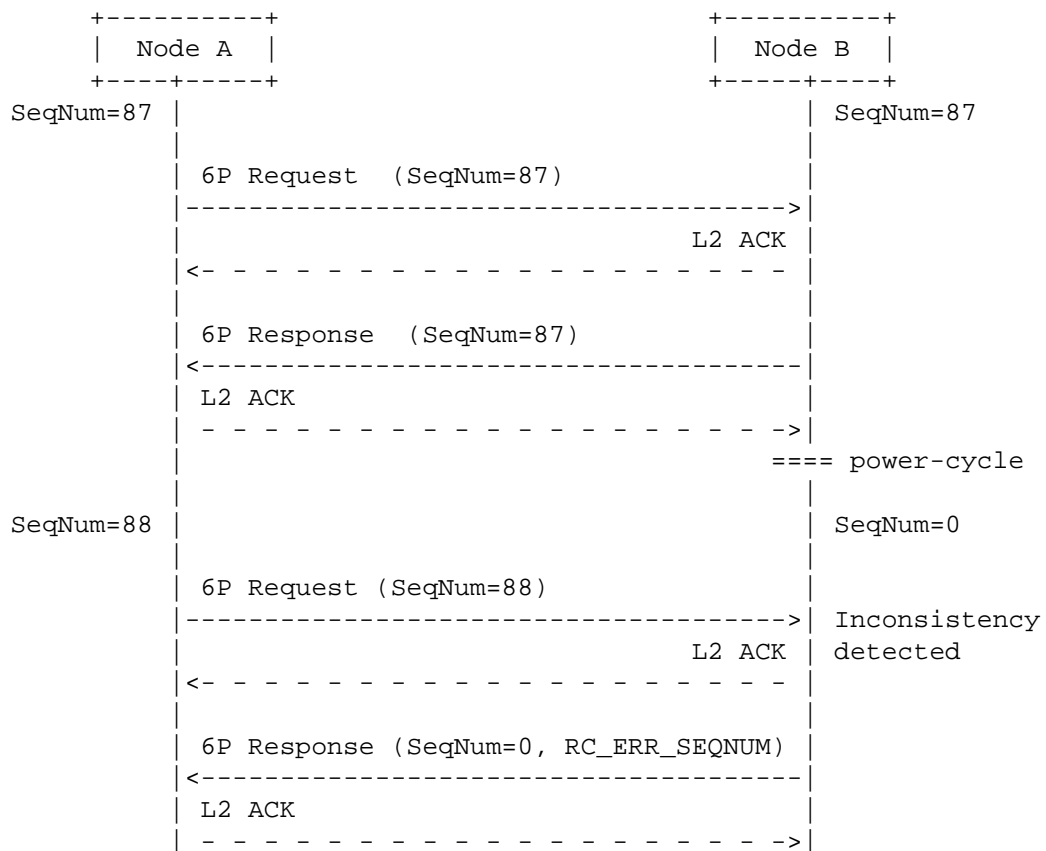 Node A Node B
SeqNum=87 SeqNum=87
6P Request (SeqNum=87)
L2 ACK
6P Response (SeqNum=87)
L2 ACK
==== power-cycle
SeqNum=88 SeqNum=0
6P Request (SeqNum=88)
Inconsistency
L2 ACK detected
6P Response (SeqNum=0, RC_ERR_SEQNUM)
L2 ACK